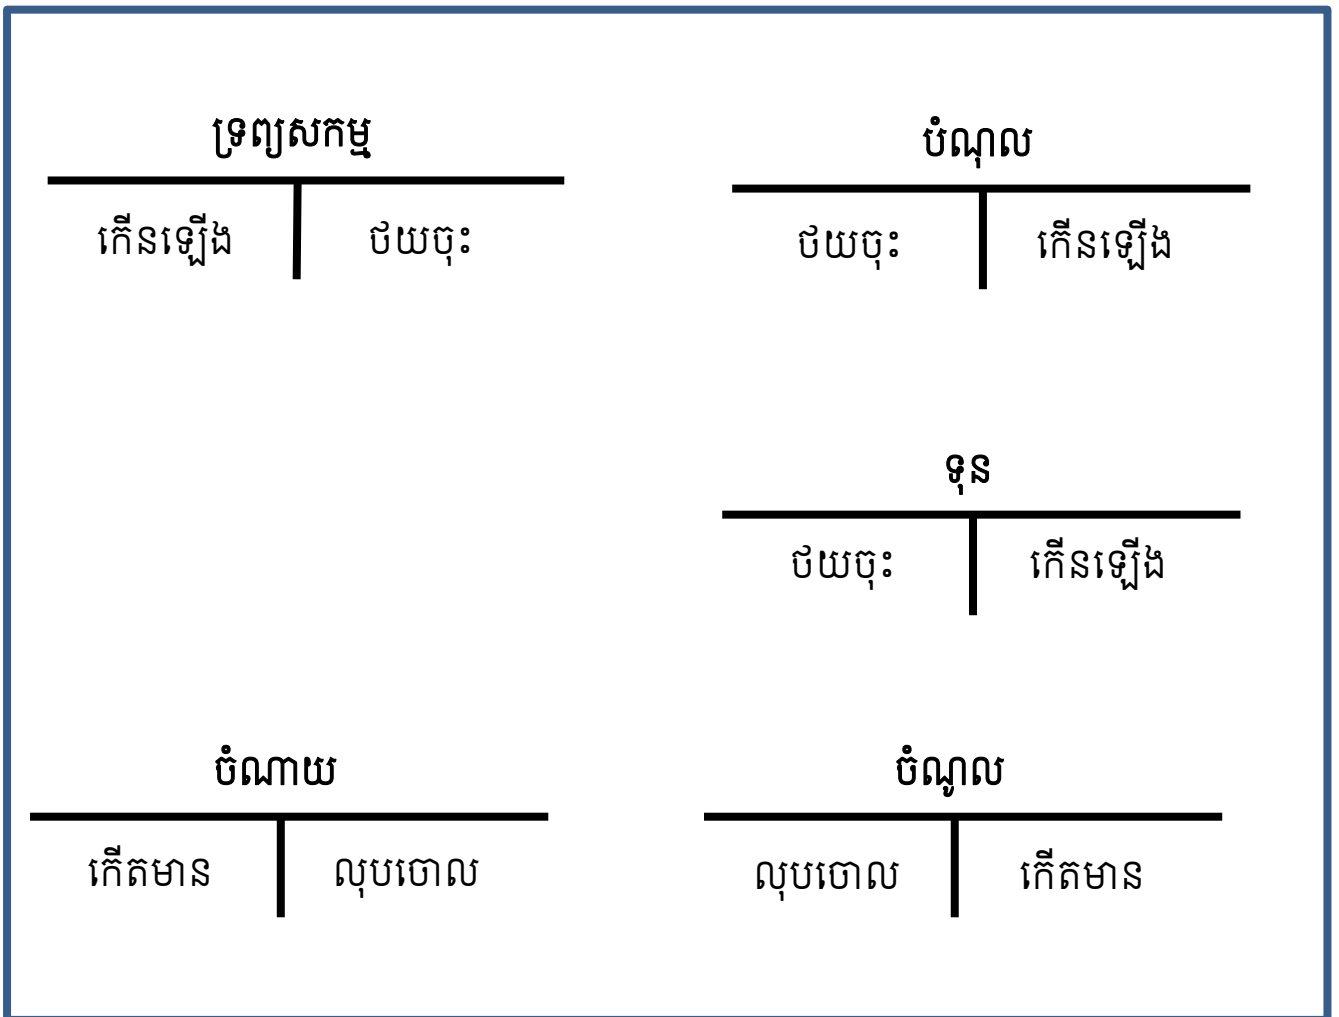 ទ្រព្យសកម្ម
កើនឡើង ថយចុះ
បំណុល
ថយចុះ កើនឡើង
ទុន
ថយចុះ កើនឡើង
ចំណាយ
កើតមាន លុបចោល
ចំណូល
លុបចោល កើតមាន